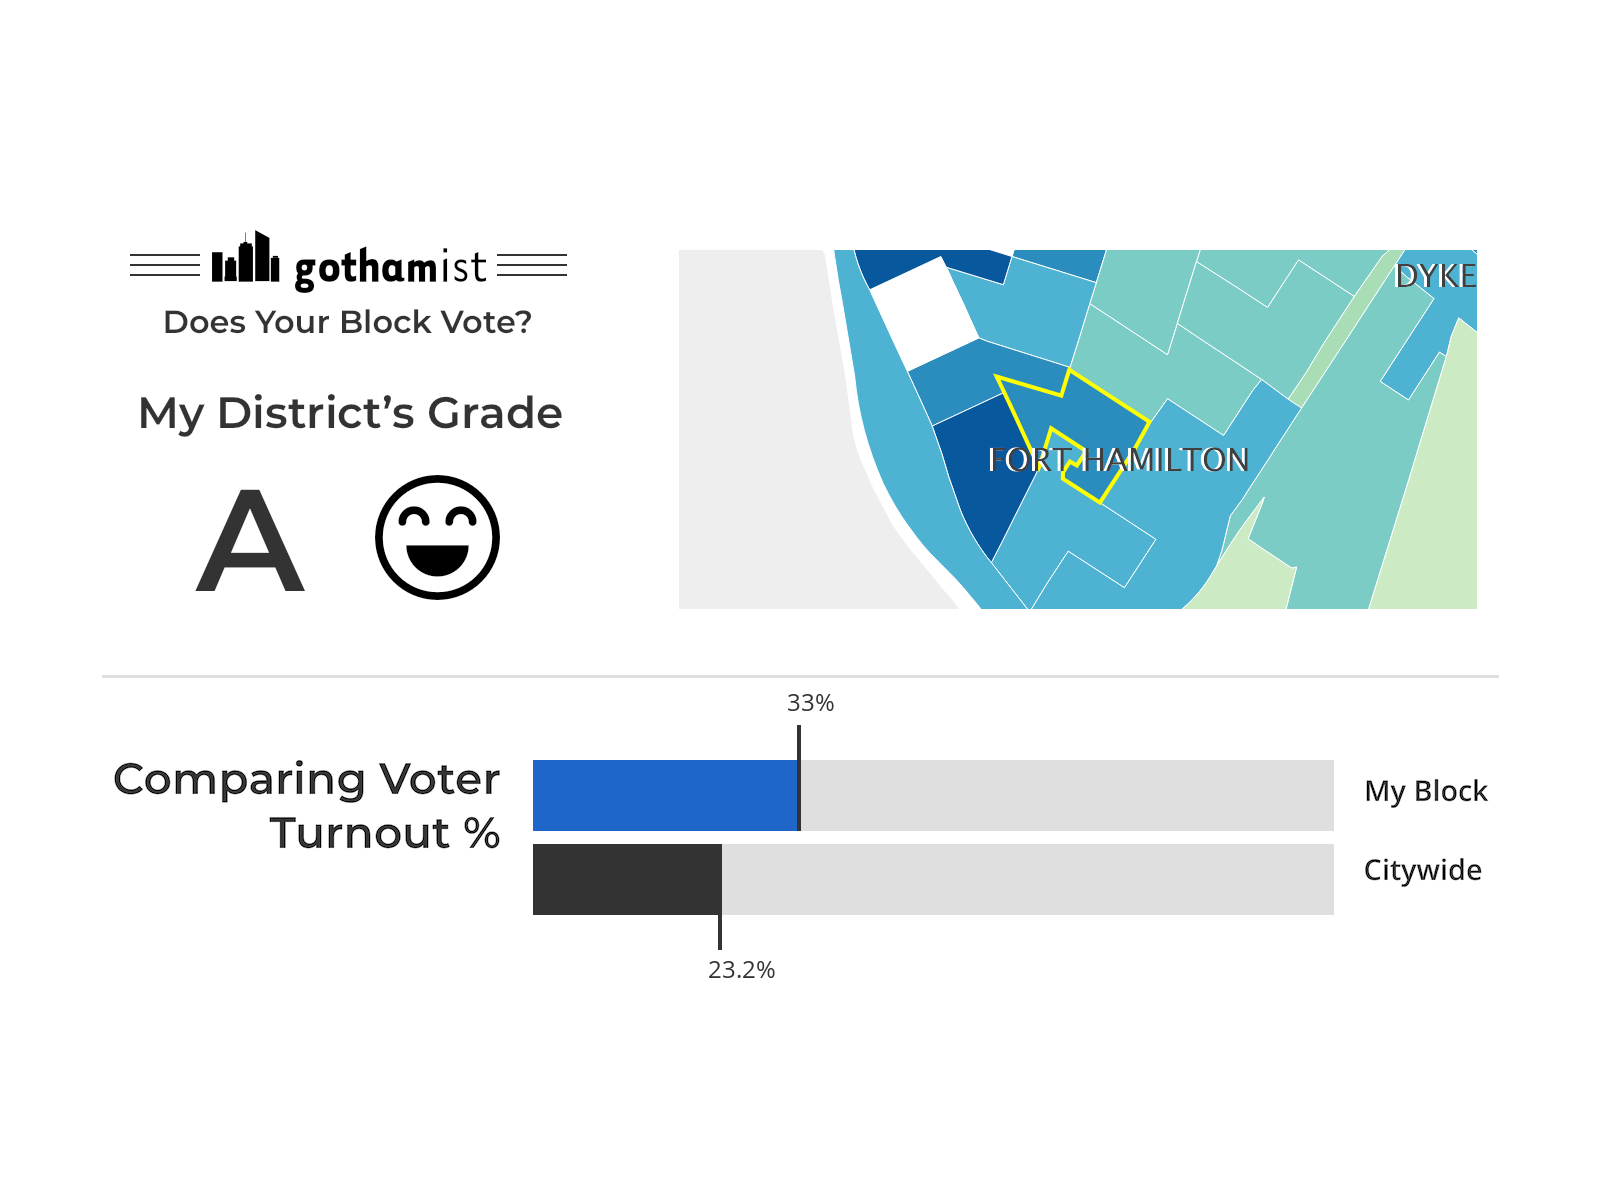 gothamist
Does Your Block Vote?
My District's Grade
A
DYKE
FORT HAMILTON
33%
Comparing Voter
Turnout %
My Block
Citywide
23.2%